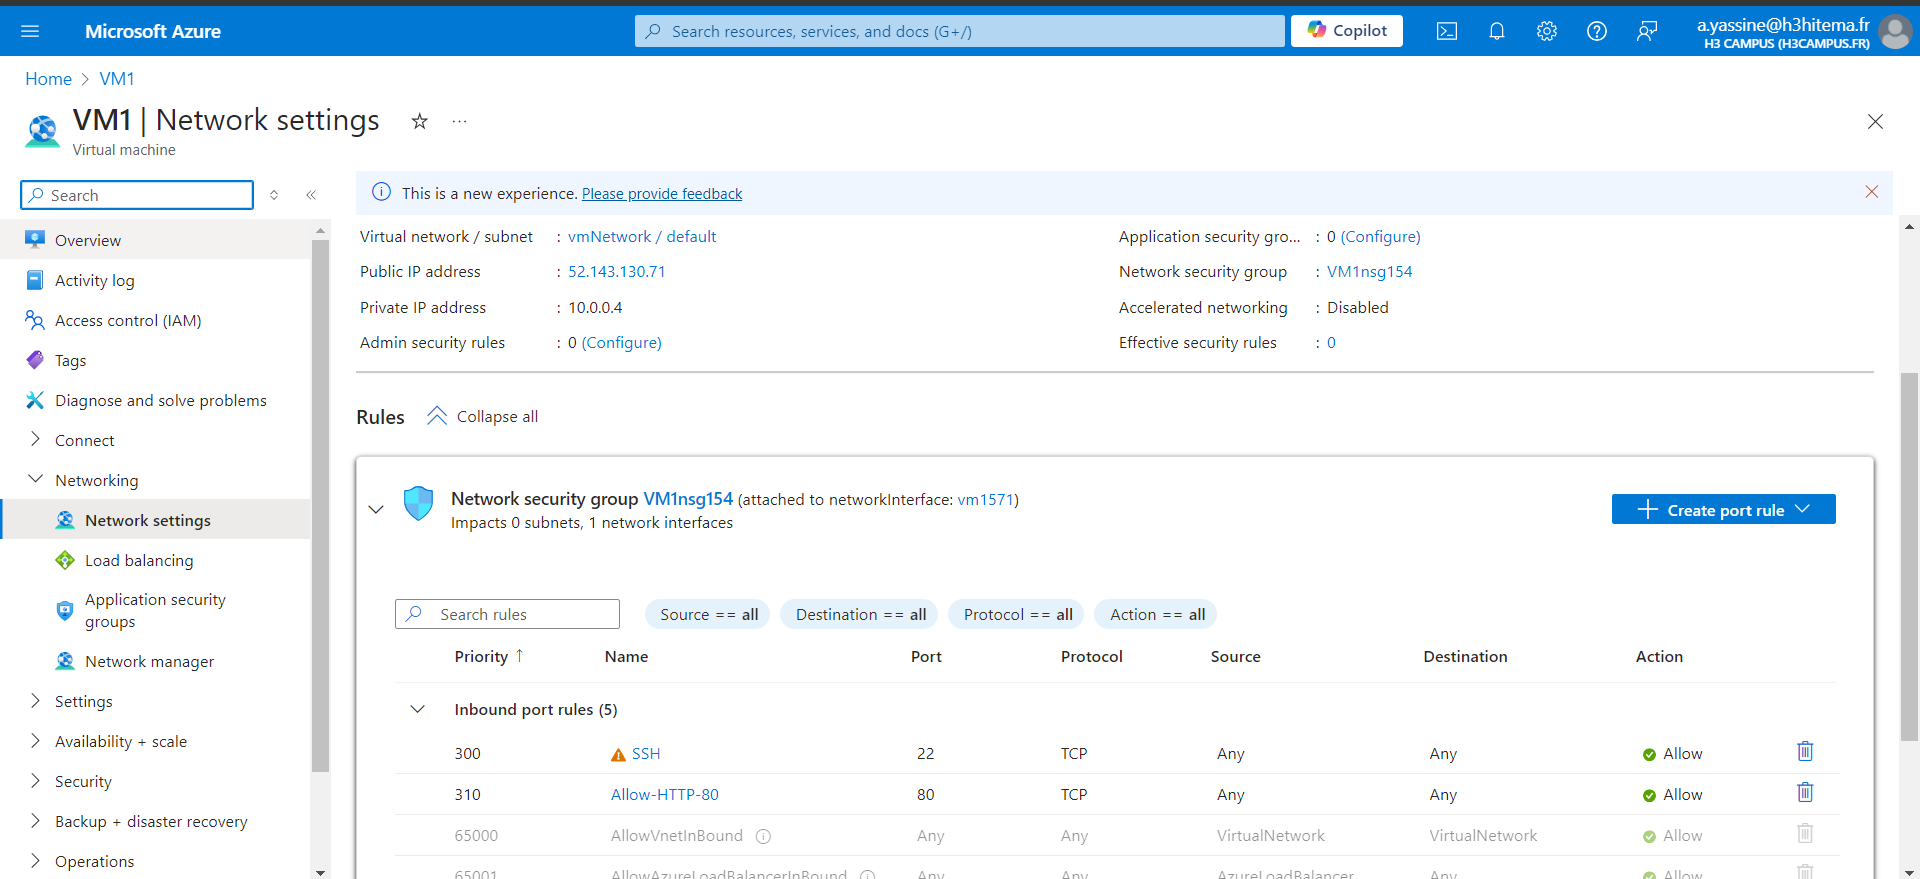 Microsoft Azure
Search resources, services, and docs (G+/)
Copilot
a.yassine@h3hitema.fr
H3 CAMPUS (H3CAMPUS.FR)
Home > VM1
VM1 | Network settings
Virtual machine
Search
Overview
Activity log
Access control (IAM)
Tags
Diagnose and solve problems
Connect
Networking
Network settings
Load balancing
Application security
groups
Network manager
Settings
Availability + scale
Security
Backup + disaster recovery
Operations
This is a new experience. Please provide feedback
Virtual network / subnet : vmNetwork / default
Public IP address : 52.143.130.71
Private IP address : 10.0.0.4
Admin security rules : 0 (Configure)
Application security gro... : 0 (Configure)
Network security group : VM1nsg154
Accelerated networking : Disabled
Effective security rules : 0
Rules Collapse all
Network security group VM1nsg154 (attached to networkInterface: vm1571)
Impacts 0 subnets, 1 network interfaces
Create port rule
Search rules
Source == all
Destination == all
Protocol == all
Action == all
Priority ↑ Name Port Protocol Source Destination Action
Inbound port rules (5)
300 SSH 22 TCP Any Any Allow
310 Allow-HTTP-80 80 TCP Any Any Allow
65000 AllowVnetInBound Any Any VirtualNetwork VirtualNetwork Allow
65001 AllowAzureLoadBalancerInBound Any Any AzureLoadBalancer Any Allow